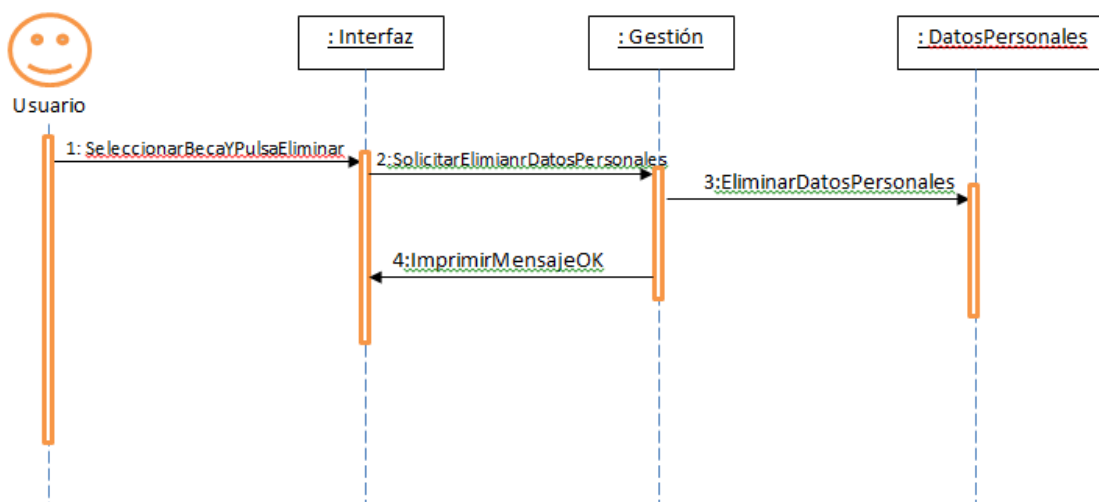 : Interfaz
: Gestión
: DatosPersonales
Usuario
1: SeleccionarBecaYPulsaEliminar
2:SolicitarElimianrDatosPersonales
3:EliminarDatosPersonales
4:ImprimirMensajeOK